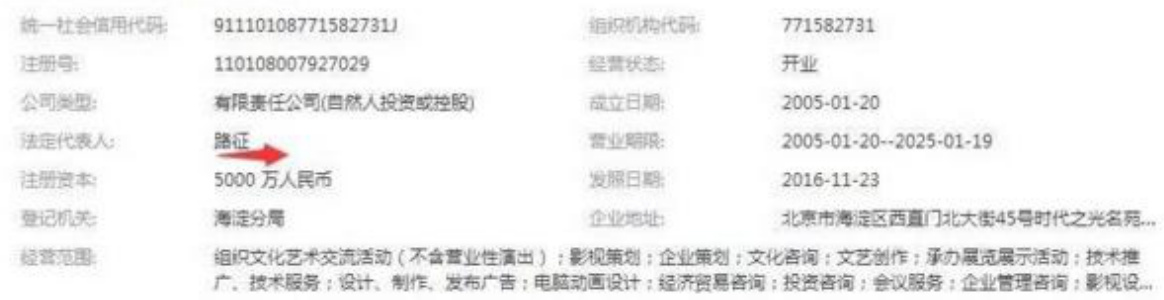 统一社会信用代码: 91110108771582731J 组织机构代码: 771582731
注册号: 110108007927029 经营状态: 开业
公司类型: 有限责任公司(自然人投资或控股) 成立日期: 2005-01-20
法定代表人: 路征 营业期限: 2005-01-20--2025-01-19
注册资本: 5000 万人民币 发照日期: 2016-11-23
登记机关: 海淀分局 企业地址: 北京市海淀区西直门北大街45号时代之光名苑...
经营范围: 组织文化艺术交流活动（不含营业性演出）；影视策划；企业策划；文化咨询；文艺创作；承办展览展示活动；技术推
广、技术服务；设计、制作、发布广告；电脑动画设计；经济贸易咨询；投资咨询；会议服务；企业管理咨询；影视设...